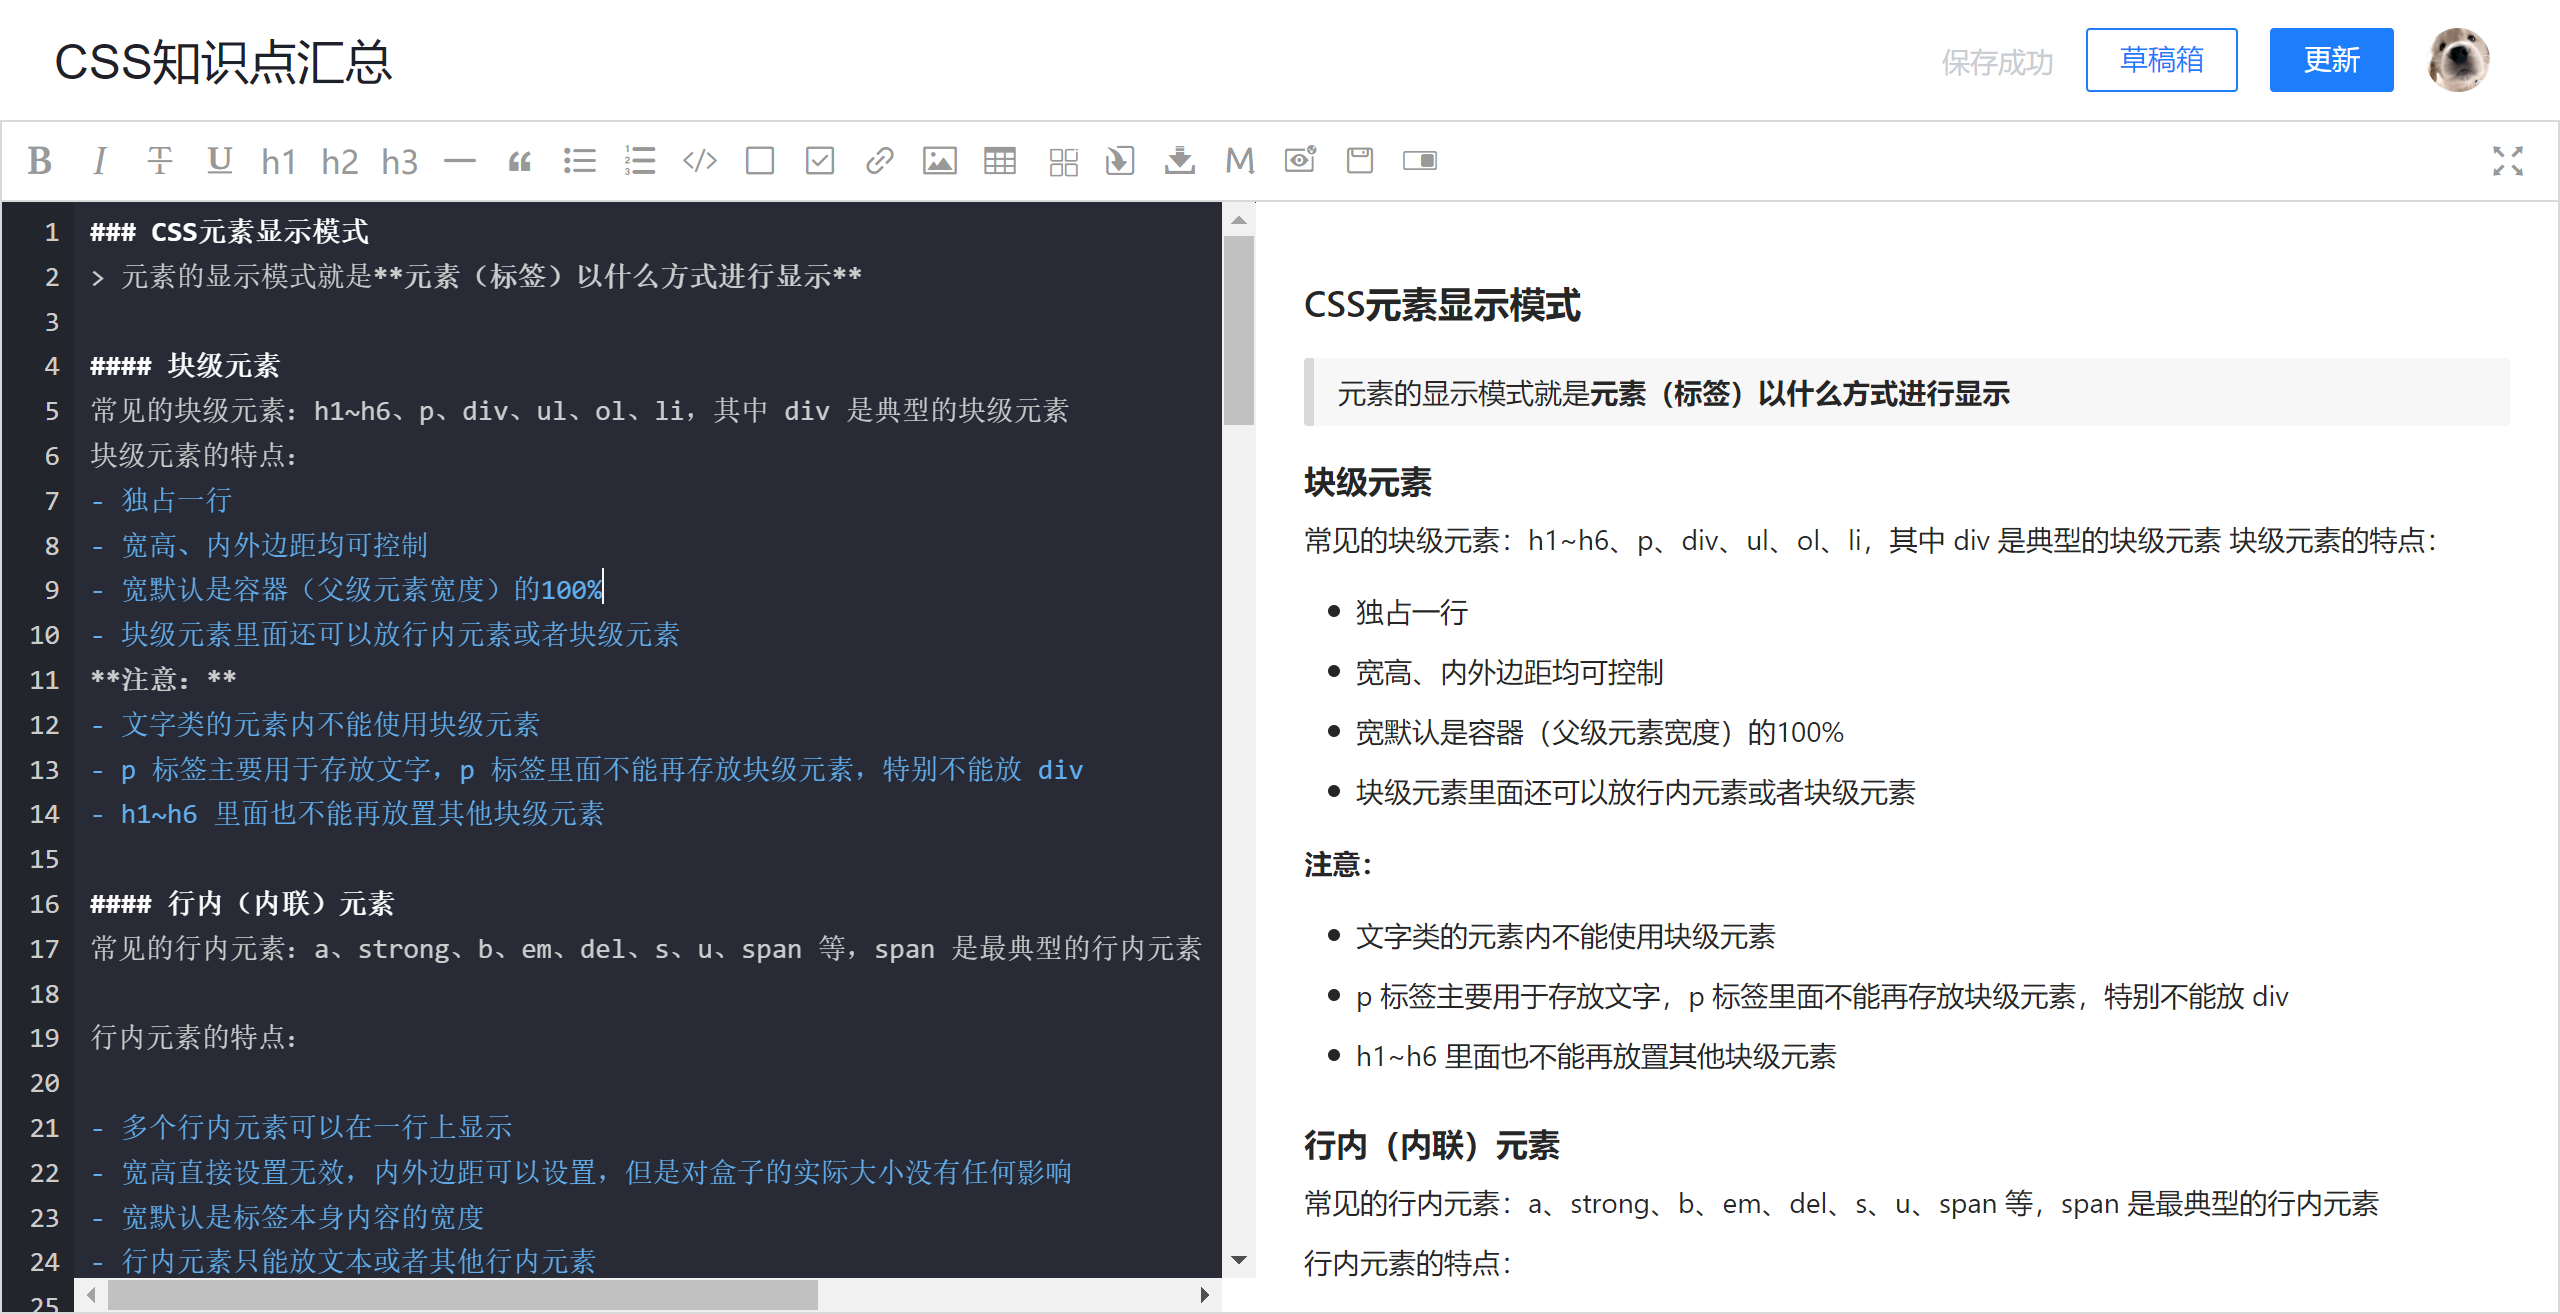 CSS知识点汇总
保存成功 草稿箱 更新
B I T U h1 h2 h3
1 ### CSS元素显示模式
2 > 元素的显示模式就是**元素（标签）以什么方式进行显示**
3
4 #### 块级元素
5 常见的块级元素：h1~h6、p、div、ul、ol、li，其中 div 是典型的块级元素
6 块级元素的特点：
7 - 独占一行
8 - 宽高、内外边距均可控制
9 - 宽默认是容器（父级元素宽度）的100%
10 - 块级元素里面还可以放行内元素或者块级元素
11 **注意：**
12 - 文字类的元素内不能使用块级元素
13 - p 标签主要用于存放文字，p 标签里面不能再存放块级元素，特别不能放 div
14 - h1~h6 里面也不能再放置其他块级元素
15
16 #### 行内（内联）元素
17 常见的行内元素：a、strong、b、em、del、s、u、span 等，span 是最典型的行内元素
18
19 行内元素的特点：
20
21 - 多个行内元素可以在一行上显示
22 - 宽高直接设置无效，内外边距可以设置，但是对盒子的实际大小没有任何影响
23 - 宽默认是标签本身内容的宽度
24 - 行内元素只能放文本或者其他行内元素
25
CSS元素显示模式
元素的显示模式就是元素（标签）以什么方式进行显示
块级元素
常见的块级元素：h1~h6、p、div、ul、ol、li，其中 div 是典型的块级元素 块级元素的特点：
独占一行
宽高、内外边距均可控制
宽默认是容器（父级元素宽度）的100%
块级元素里面还可以放行内元素或者块级元素
注意：
文字类的元素内不能使用块级元素
p 标签主要用于存放文字，p 标签里面不能再存放块级元素，特别不能放 div
h1~h6 里面也不能再放置其他块级元素
行内（内联）元素
常见的行内元素：a、strong、b、em、del、s、u、span 等，span 是最典型的行内元素
行内元素的特点：